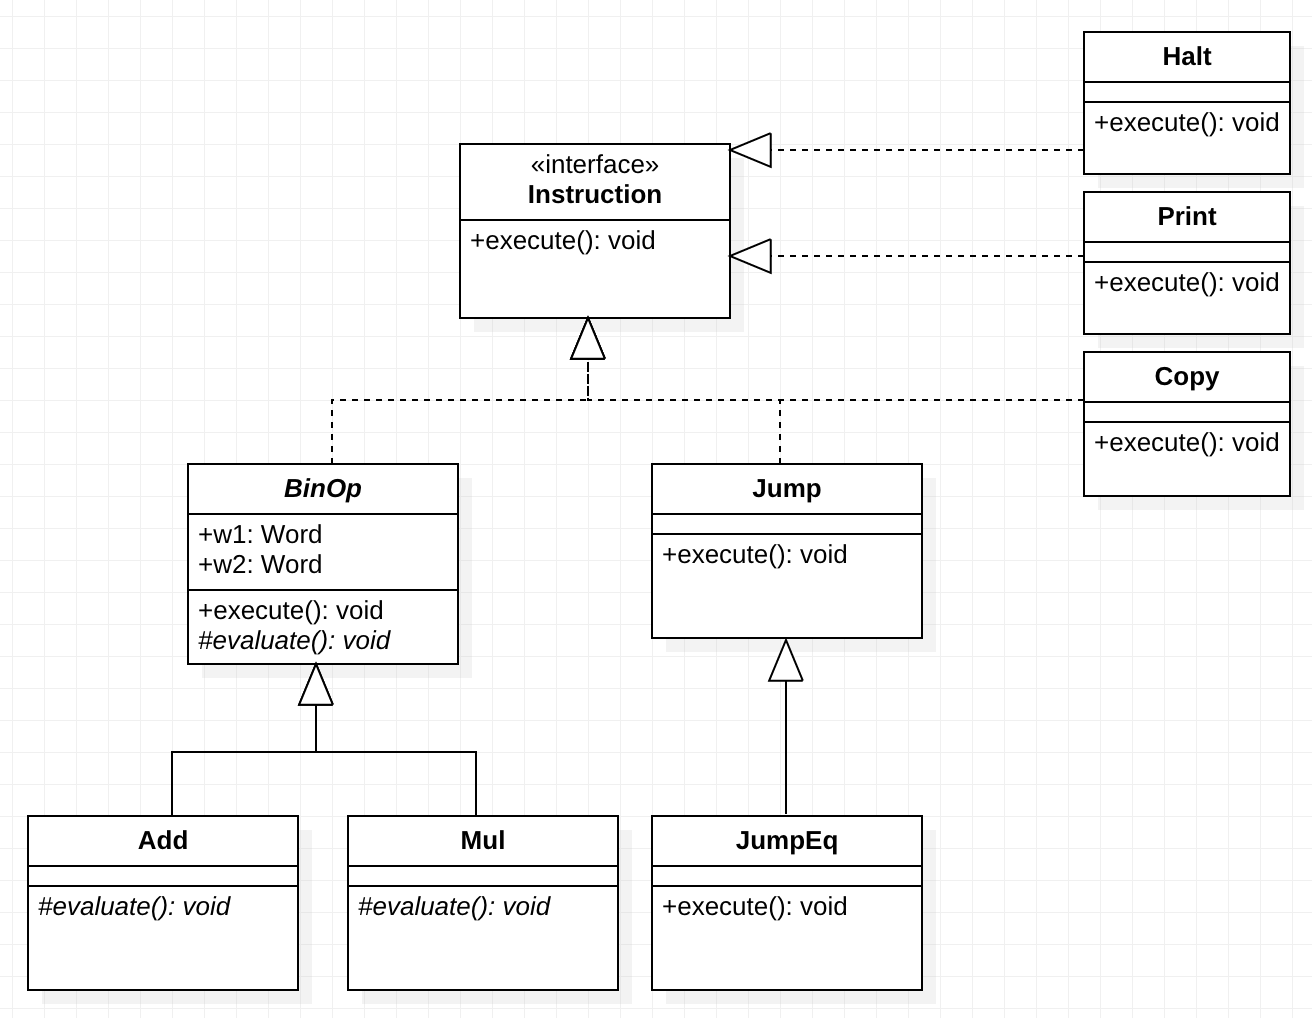 Halt
+execute(): void
«interface»
Instruction
+execute(): void
Print
+execute(): void
Copy
+execute(): void
BinOp
+w1: Word
+w2: Word
+execute(): void
#evaluate(): void
Jump
+execute(): void
Add
#evaluate(): void
Mul
#evaluate(): void
JumpEq
+execute(): void